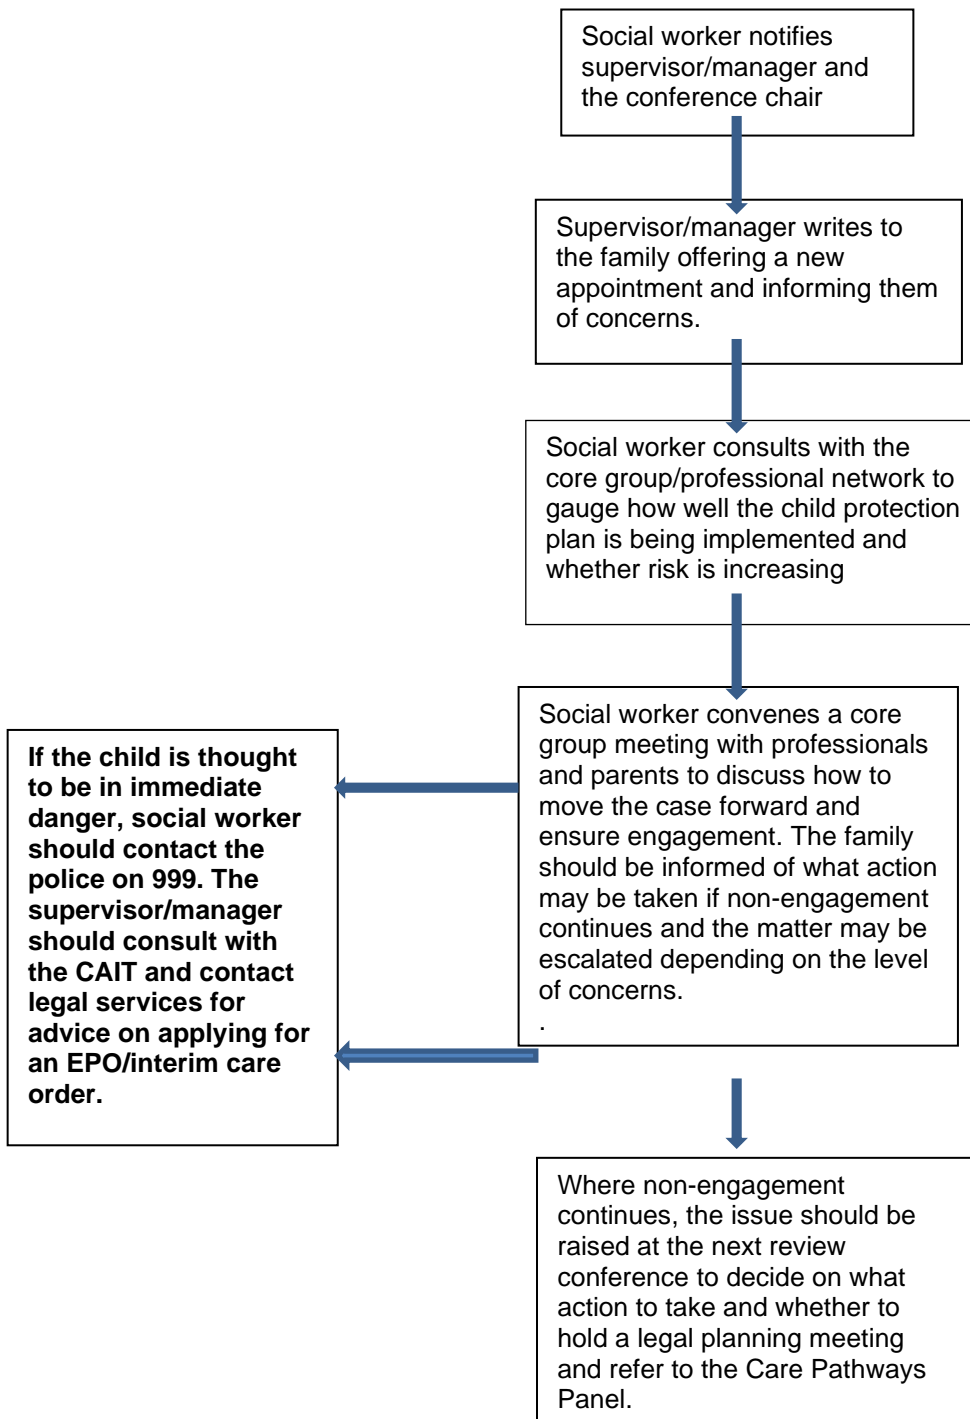 Social worker notifies
supervisor/manager and
the conference chair
Supervisor/manager writes to
the family offering a new
appointment and informing them
of concerns.
Social worker consults with the
core group/professional network to
gauge how well the child protection
plan is being implemented and
whether risk is increasing
Social worker convenes a core
group meeting with professionals
and parents to discuss how to
move the case forward and
ensure engagement. The family
should be informed of what action
may be taken if non-engagement
continues and the matter may be
escalated depending on the level
of concerns.
.
If the child is thought
to be in immediate
danger, social worker
should contact the
police on 999. The
supervisor/manager
should consult with
the CAIT and contact
legal services for
advice on applying for
an EPO/interim care
order.
Where non-engagement
continues, the issue should be
raised at the next review
conference to decide on what
action to take and whether to
hold a legal planning meeting
and refer to the Care Pathways
Panel.